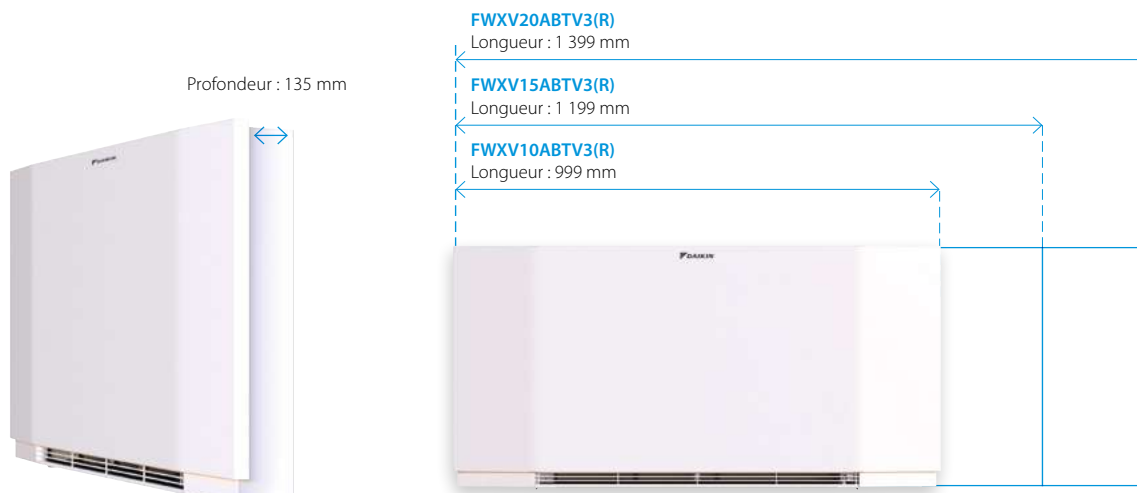 FWXV20ABTV3(R)
Longueur : 1 399 mm
Profondeur : 135 mm
FWXV15ABTV3(R)
Longueur : 1 199 mm
FWXV10ABTV3(R)
Longueur : 999 mm
DAIKIN
DAIKIN